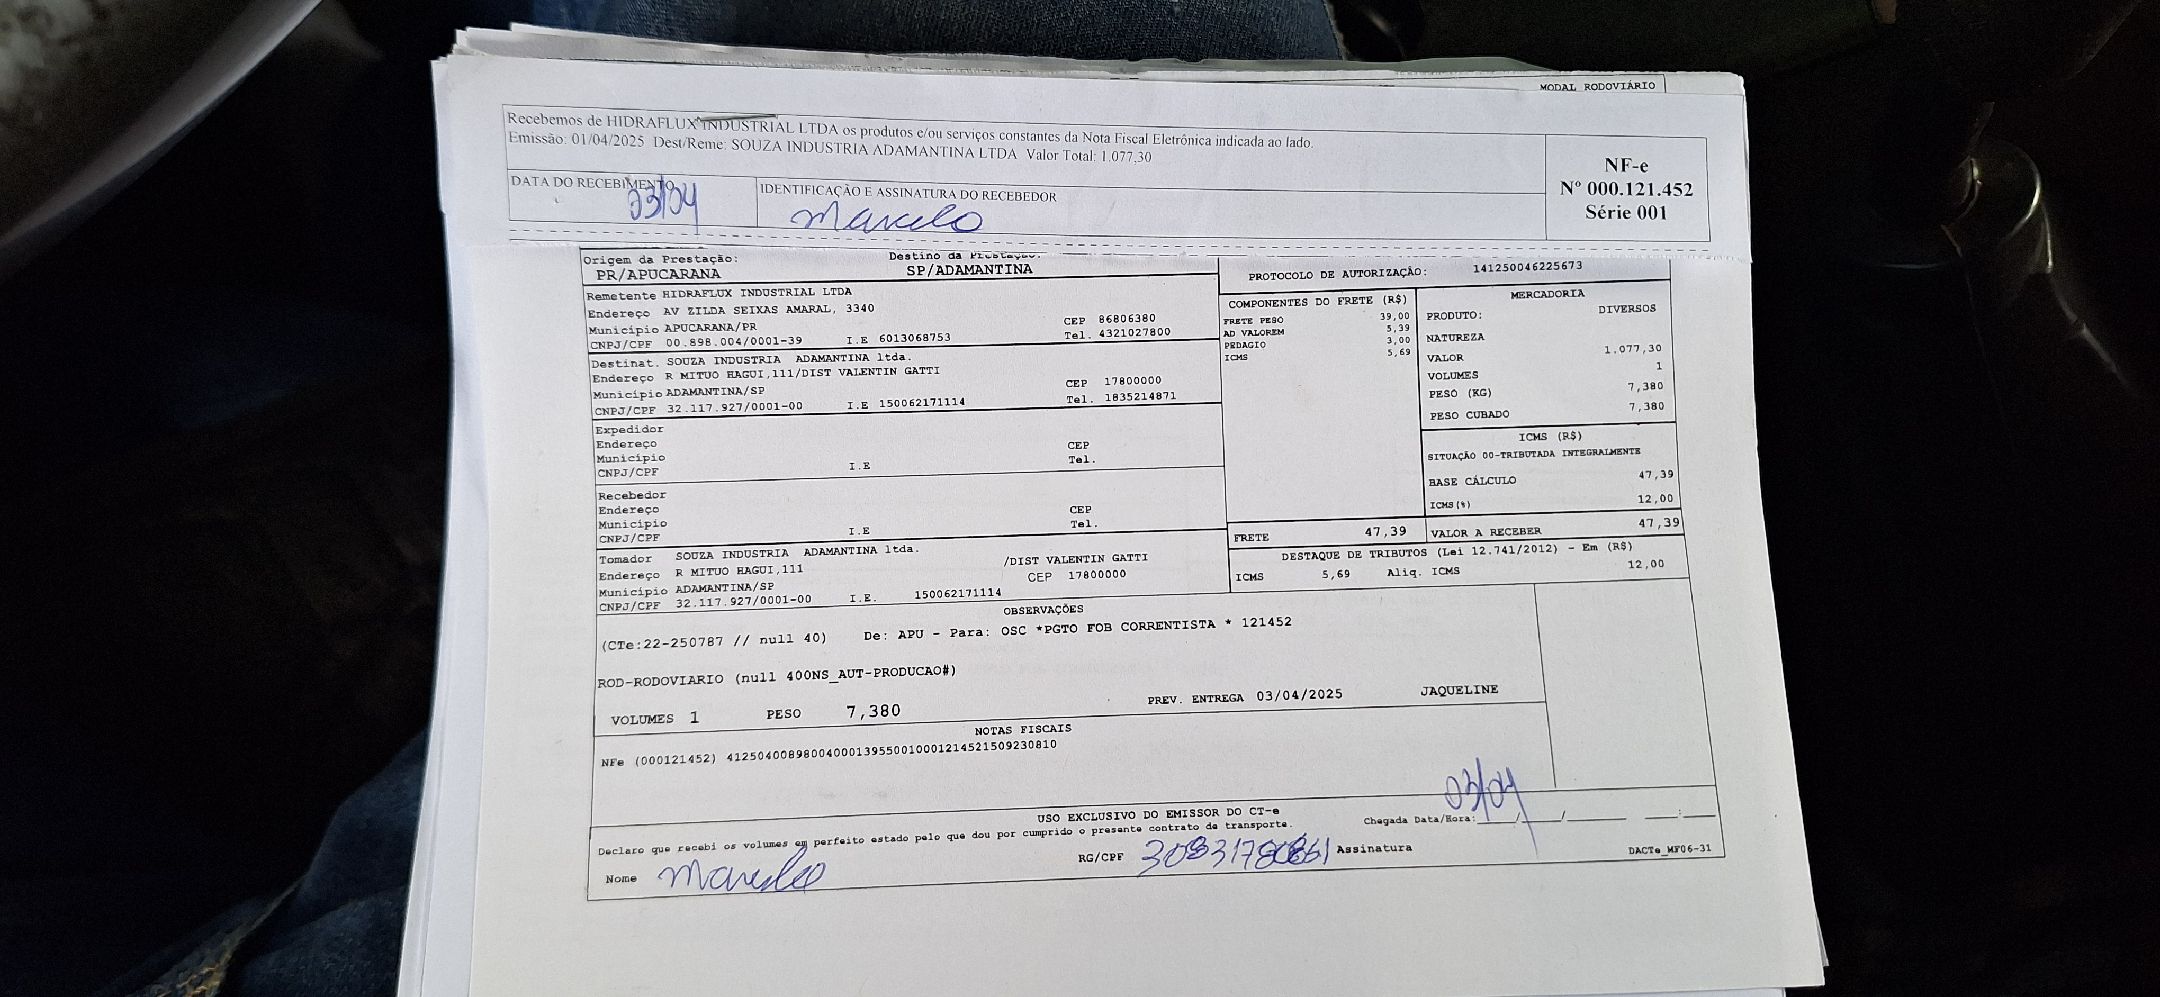 MODAL RODOVIÁRIO
Recebemos de HIDRAFLUX INDUSTRIAL LTDA os produtos e/ou serviços constantes da Nota Fiscal Eletrônica indicada ao lado.
Emissão: 01/04/2025 Dest/Reme: SOUZA INDUSTRIA ADAMANTINA LTDA Valor Total: 1.077,30
DATA DO RECEBIMENTO
03/04
IDENTIFICAÇÃO E ASSINATURA DO RECEBEDOR
Marcelo
NF-e
Nº 000.121.452
Série 001
Origem da Prestação:
PR/APUCARANA
Destino da Prestação:
SP/ADAMANTINA
PROTOCOLO DE AUTORIZAÇÃO: 141250046225673
Remetente HIDRAFLUX INDUSTRIAL LTDA
Endereço AV ZILDA SEIXAS AMARAL, 3340
Município APUCARANA/PR CEP 86806380
CNPJ/CPF 00.898.004/0001-39 I.E 6013068753 Tel. 4321027800
Destinat. SOUZA INDUSTRIA ADAMANTINA ltda.
Endereço R MITUO HAGUI,111/DIST VALENTIN GATTI
Município ADAMANTINA/SP CEP 17800000
CNPJ/CPF 32.117.927/0001-00 I.E 150062171114 Tel. 1835214871
Expedidor
Endereço
Município CEP
CNPJ/CPF I.E Tel.
Recebedor
Endereço
Município CEP
CNPJ/CPF I.E Tel.
Tomador SOUZA INDUSTRIA ADAMANTINA ltda.
Endereço R MITUO HAGUI,111 /DIST VALENTIN GATTI
Município ADAMANTINA/SP CEP 17800000
CNPJ/CPF 32.117.927/0001-00 I.E. 150062171114
COMPONENTES DO FRETE (R$)
FRETE PESO 39,00
AD VALOREM 5,39
PEDAGIO 3,00
ICMS 5,69
MERCADORIA
PRODUTO: DIVERSOS
NATUREZA
VALOR 1.077,30
VOLUMES 1
PESO (KG) 7,380
PESO CUBADO 7,380
ICMS (R$)
SITUAÇÃO 00-TRIBUTADA INTEGRALMENTE
BASE CÁLCULO 47,39
ICMS(%) 12,00
FRETE 47,39
VALOR A RECEBER 47,39
DESTAQUE DE TRIBUTOS (Lei 12.741/2012) - Em (R$)
ICMS 5,69 Aliq. ICMS 12,00
OBSERVAÇÕES
(CTe:22-250787 // null 40) De: APU - Para: OSC *PGTO FOB CORRENTISTA * 121452
ROD-RODOVIARIO (null 400NS_AUT-PRODUCAO#)
VOLUMES 1 PESO 7,380 PREV. ENTREGA 03/04/2025 JAQUELINE
NOTAS FISCAIS
NFe (000121452) 41250400898004000139550010001214521509230810
USO EXCLUSIVO DO EMISSOR DO CT-e
Declaro que recebi os volumes em perfeito estado pelo que dou por cumprido o presente contrato de transporte.
Chegada Data/Hora: __/__/____ __:__
03/04
Nome Marcelo RG/CPF Assinatura
DACTe_MF06-31